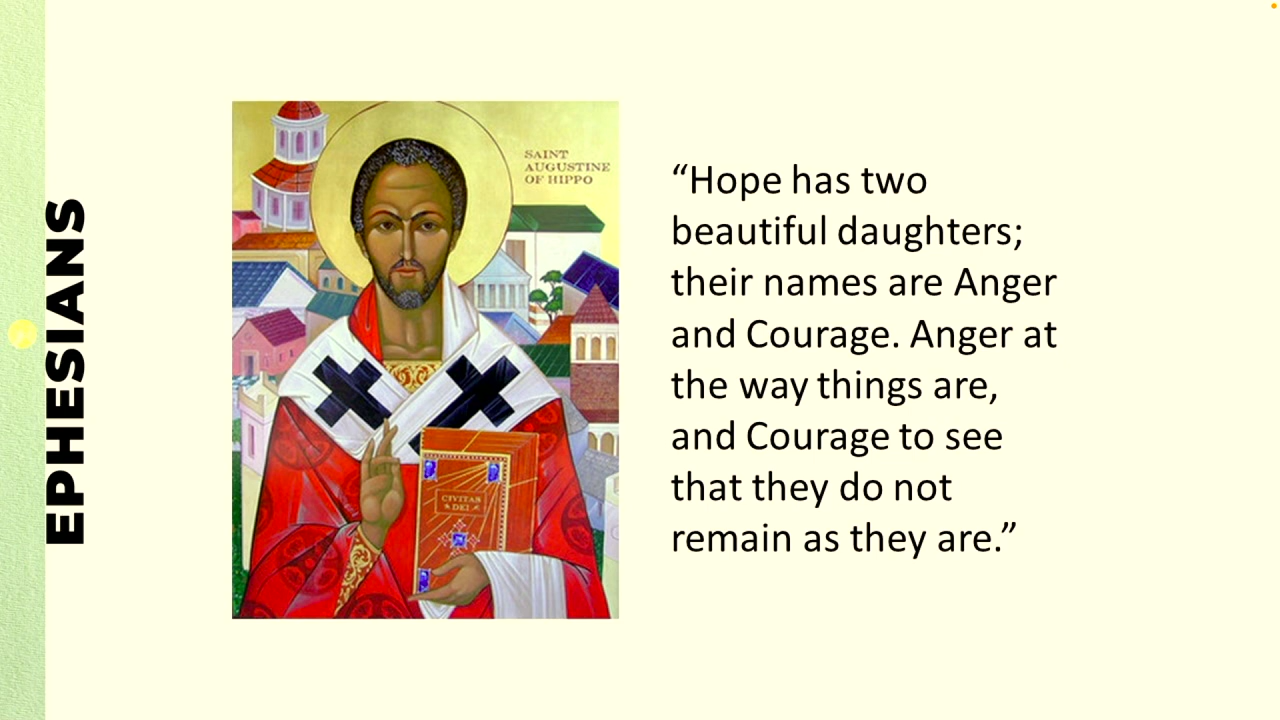 EPHESIANS
SAINT
AUGUSTINE
OF HIPPO
CIVITAS
DEI
“Hope has two
beautiful daughters;
their names are Anger
and Courage. Anger at
the way things are,
and Courage to see
that they do not
remain as they are.”